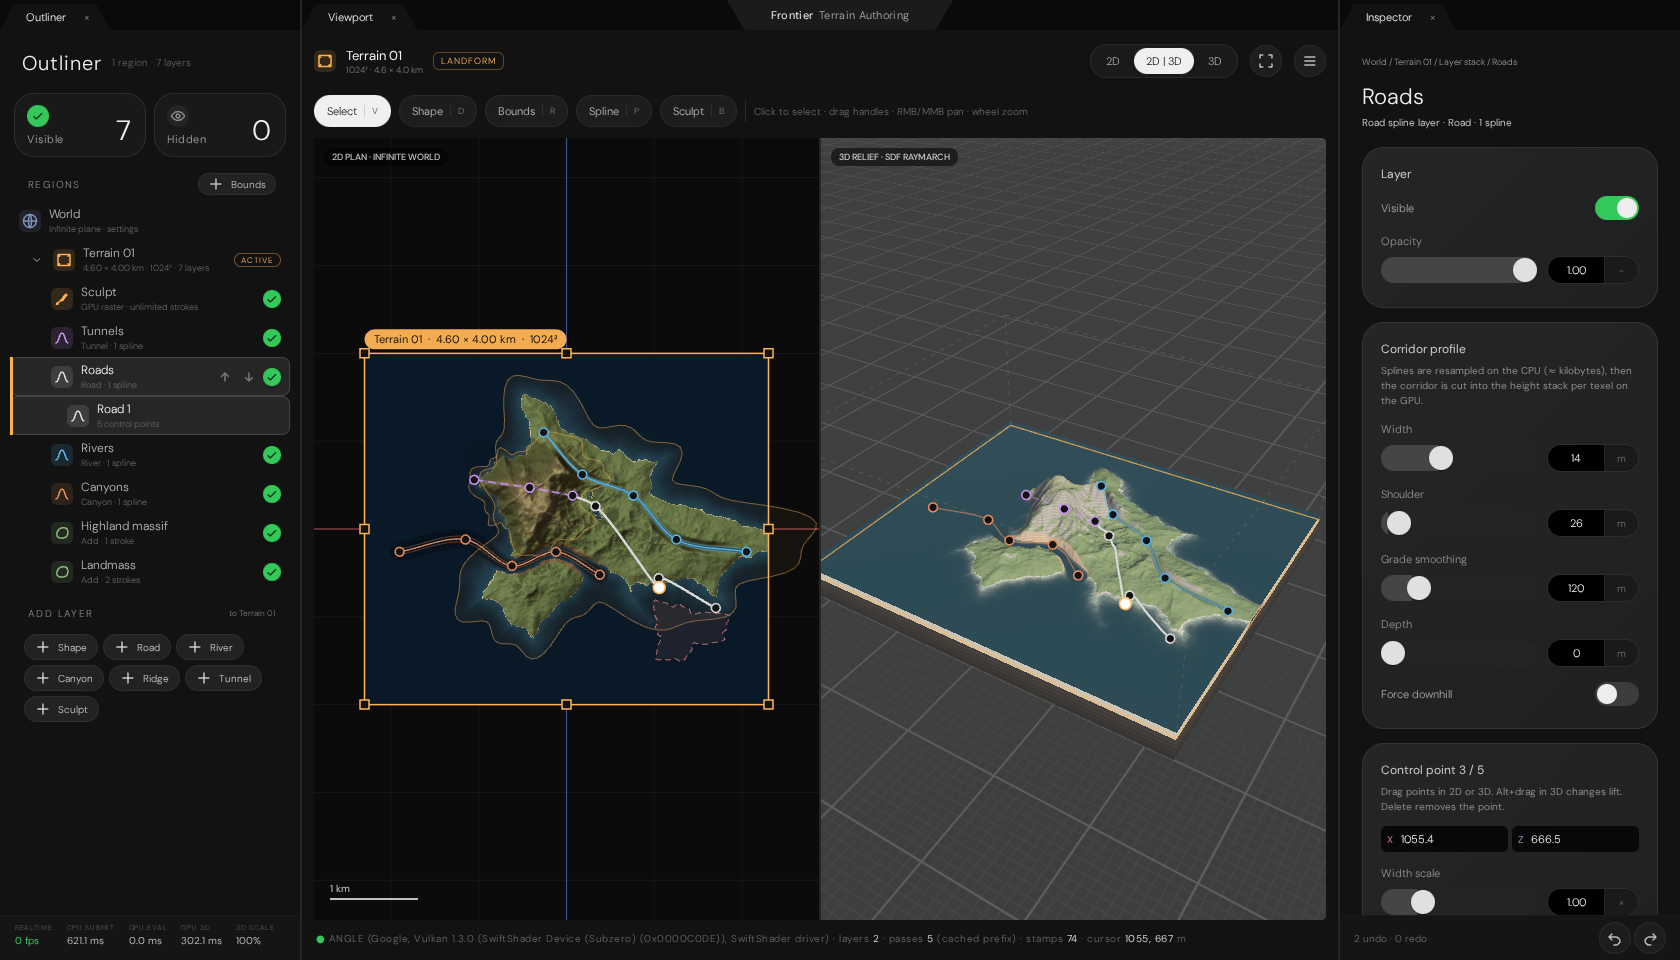 Outliner ×
Viewport ×
Frontier Terrain Authoring
Inspector ×
Outliner 1 region · 7 layers
Visible 7
Hidden 0
REGIONS
+ Bounds
World
Infinite plane · settings
Terrain 01
4.60 × 4.00 km · 1024² · 7 layers
ACTIVE
Sculpt
GPU raster · unlimited strokes
Tunnels
Tunnel · 1 spline
Roads
Road · 1 spline
Road 1
5 control points
Rivers
River · 1 spline
Canyons
Canyon · 1 spline
Highland massif
Add · 1 stroke
Landmass
Add · 2 strokes
ADD LAYER
to Terrain 01
+ Shape
+ Road
+ River
+ Canyon
+ Ridge
+ Tunnel
+ Sculpt
REALTIME CPU SUBMIT GPU EVAL GPU 3D 3D SCALE
0 fps 621.1 ms 0.0 ms 302.1 ms 100%
Terrain 01
1024² · 4.6 × 4.0 km
LANDFORM
2D 2D | 3D 3D
Select V
Shape D
Bounds R
Spline P
Sculpt B
Click to select · drag handles · RMB/MMB pan · wheel zoom
2D PLAN · INFINITE WORLD
3D RELIEF · SDF RAYMARCH
Terrain 01 · 4.60 × 4.00 km · 1024²
1 km
ANGLE (Google, Vulkan 1.3.0 (SwiftShader Device (Subzero) (0x0000C0DE)), SwiftShader driver) · layers 2 · passes 5 (cached prefix) · stamps 74 · cursor 1055, 667 m
World / Terrain 01 / Layer stack / Roads
Roads
Road spline layer · Road · 1 spline
Layer
Visible
Opacity
1.00 -
Corridor profile
Splines are resampled on the CPU (≈ kilobytes), then
the corridor is cut into the height stack per texel on
the GPU.
Width
14 m
Shoulder
26 m
Grade smoothing
120 m
Depth
0 m
Force downhill
Control point 3 / 5
Drag points in 2D or 3D. Alt+drag in 3D changes lift.
Delete removes the point.
X 1055.4
Z 666.5
Width scale
1.00 ×
2 undo · 0 redo